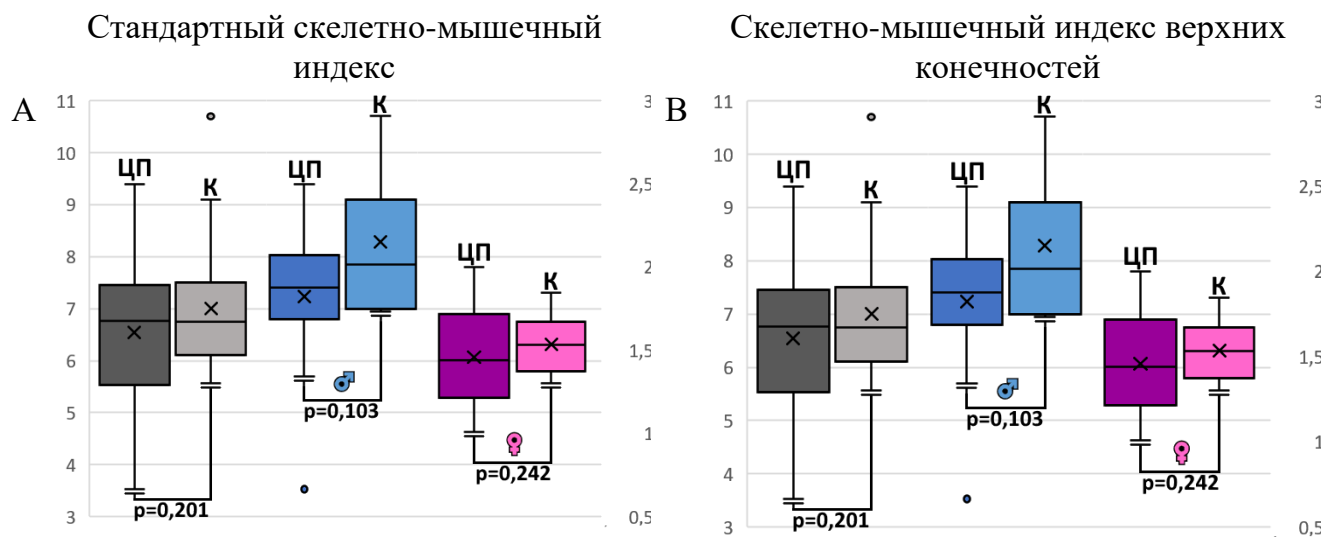 Стандартный скелетно-мышечный
индекс
Скелетно-мышечный индекс верхних
конечностей
А
11
10
9
8
7
6
5
4
3
ЦП
К
ЦП
К
ЦП
К
p=0,201
p=0,103
p=0,242
3
2,5
2
1,5
1
0,5
В
11
10
9
8
7
6
5
4
3
ЦП
К
ЦП
К
ЦП
К
p=0,201
p=0,103
p=0,242
3
2,5
2
1,5
1
0,5